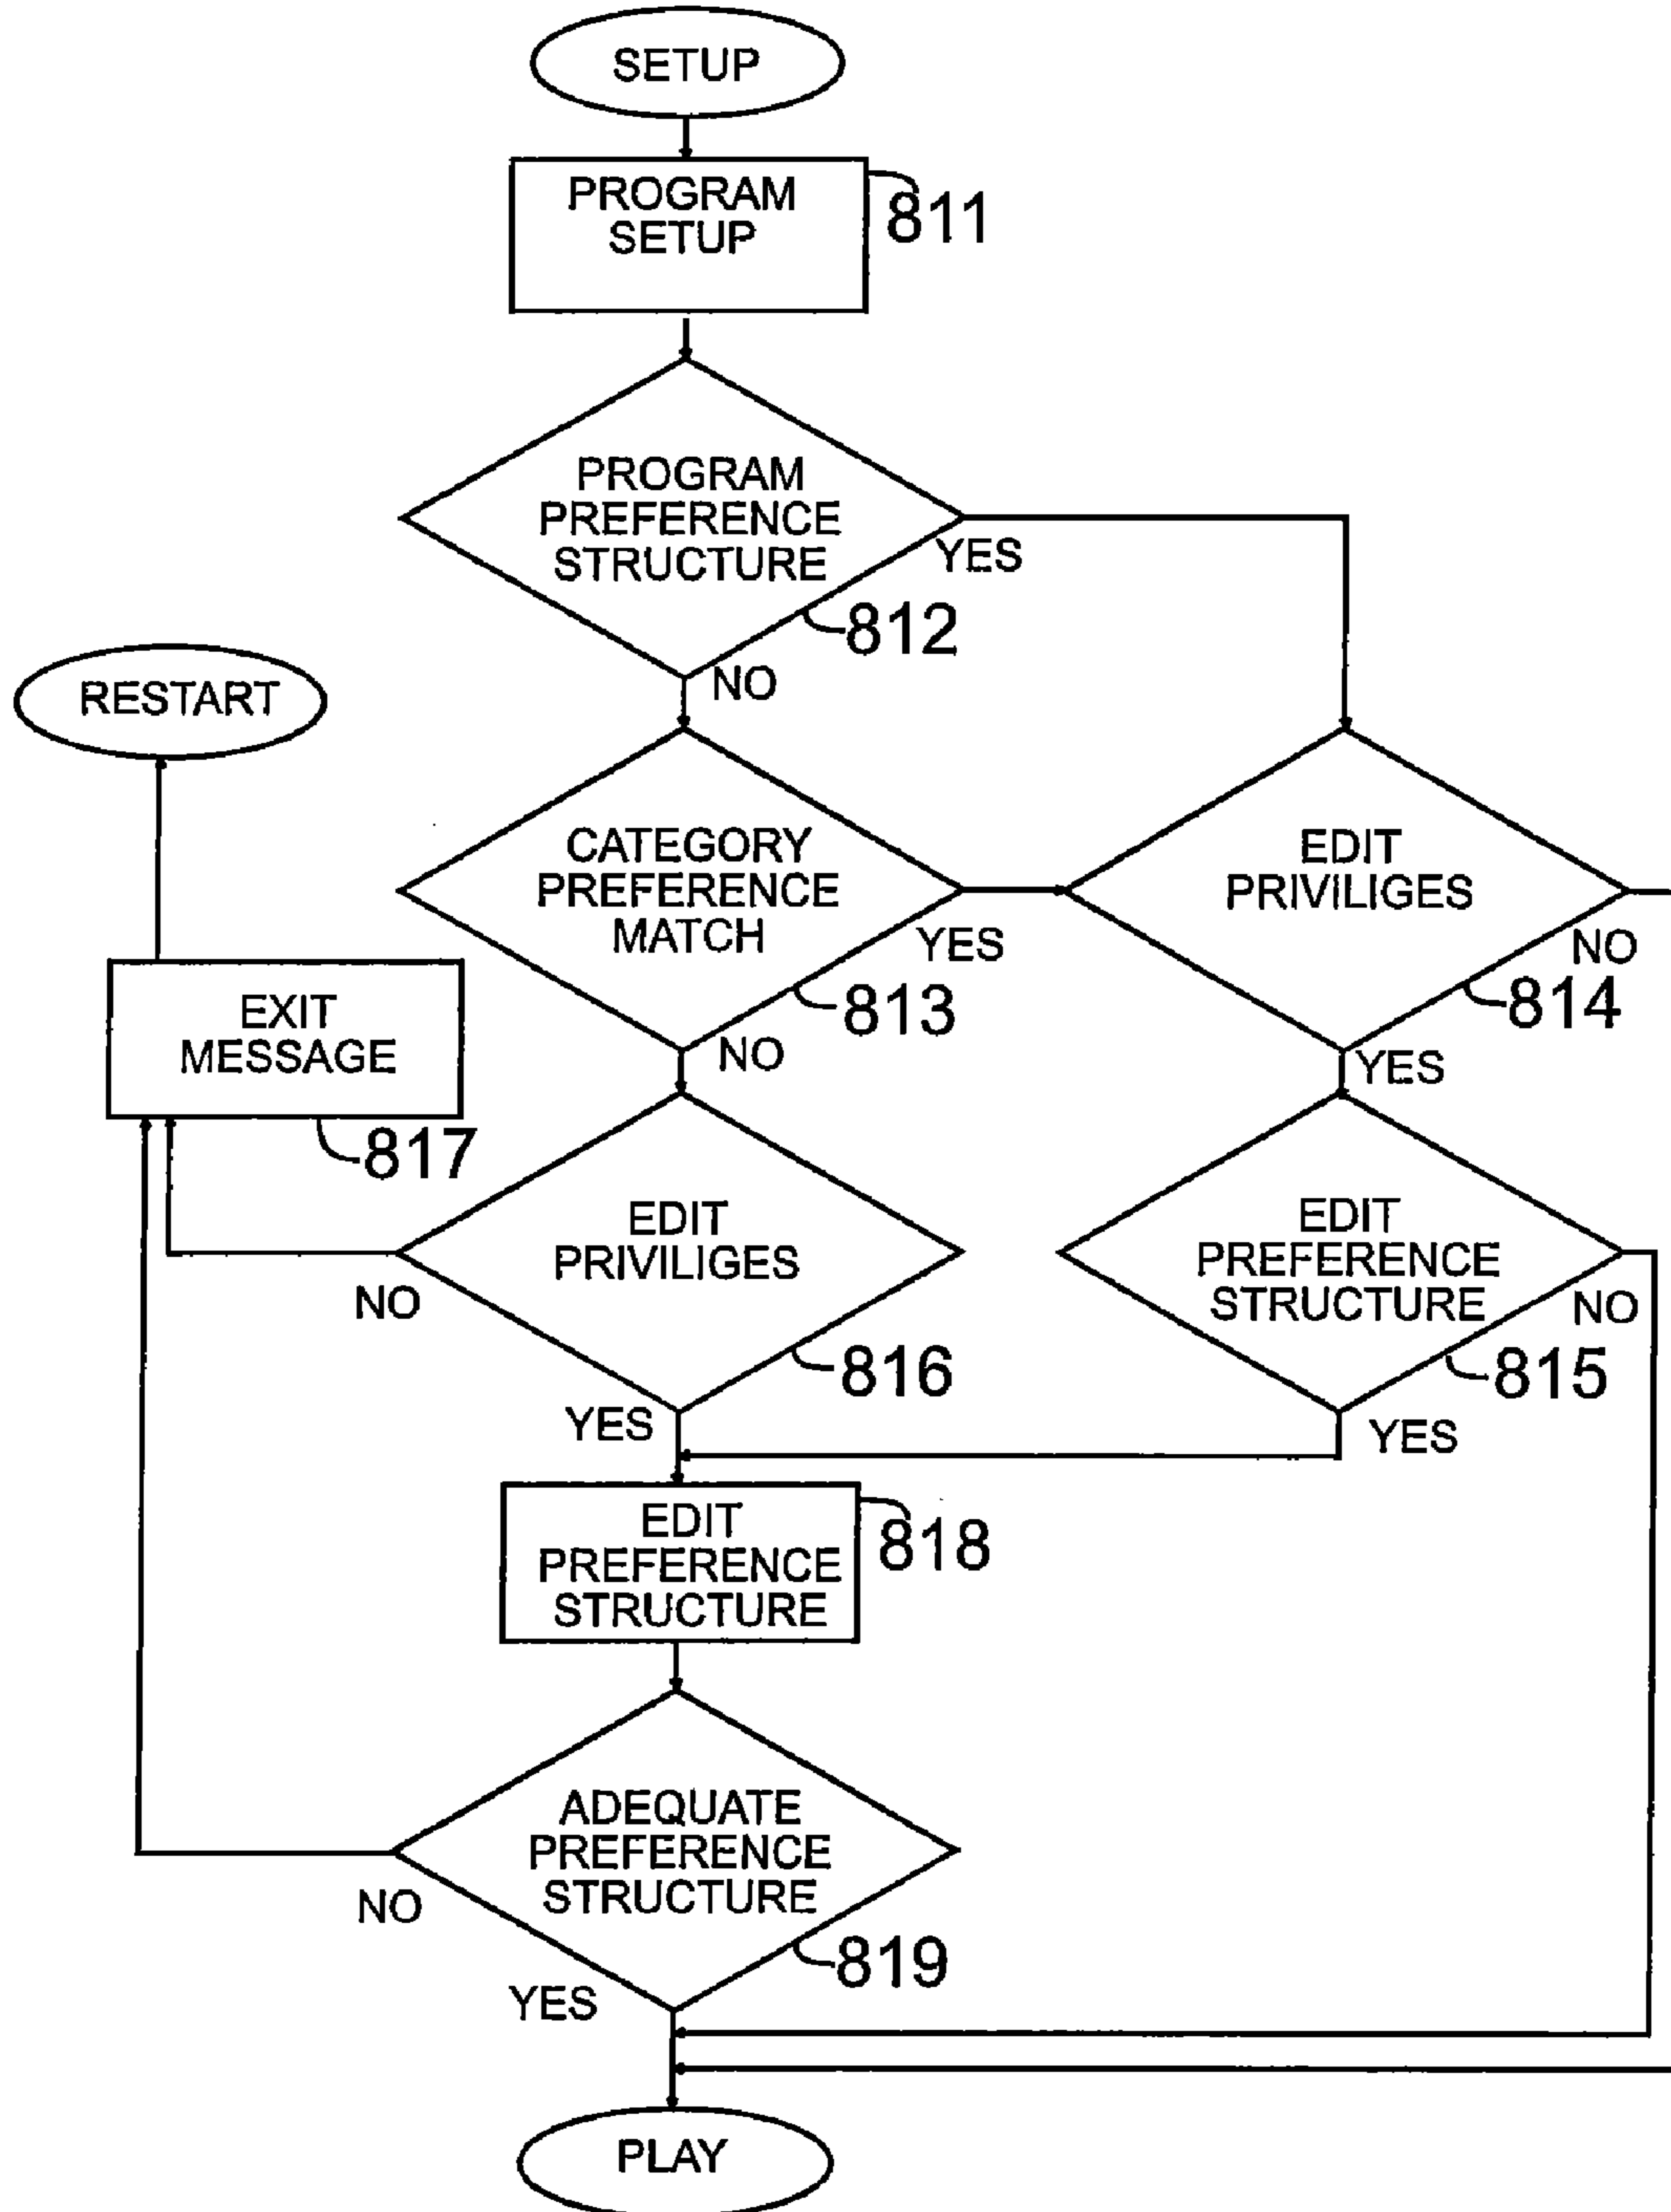 SETUP
PROGRAM
SETUP
811
PROGRAM
PREFERENCE
STRUCTURE
YES
812
NO
RESTART
CATEGORY
PREFERENCE
MATCH
YES
813
NO
EDIT
PRIVILIGES
NO
814
YES
EXIT
MESSAGE
817
EDIT
PRIVILIGES
NO
816
YES
EDIT
PREFERENCE
STRUCTURE
NO
815
YES
EDIT
PREFERENCE
STRUCTURE
818
ADEQUATE
PREFERENCE
STRUCTURE
NO
819
YES
PLAY